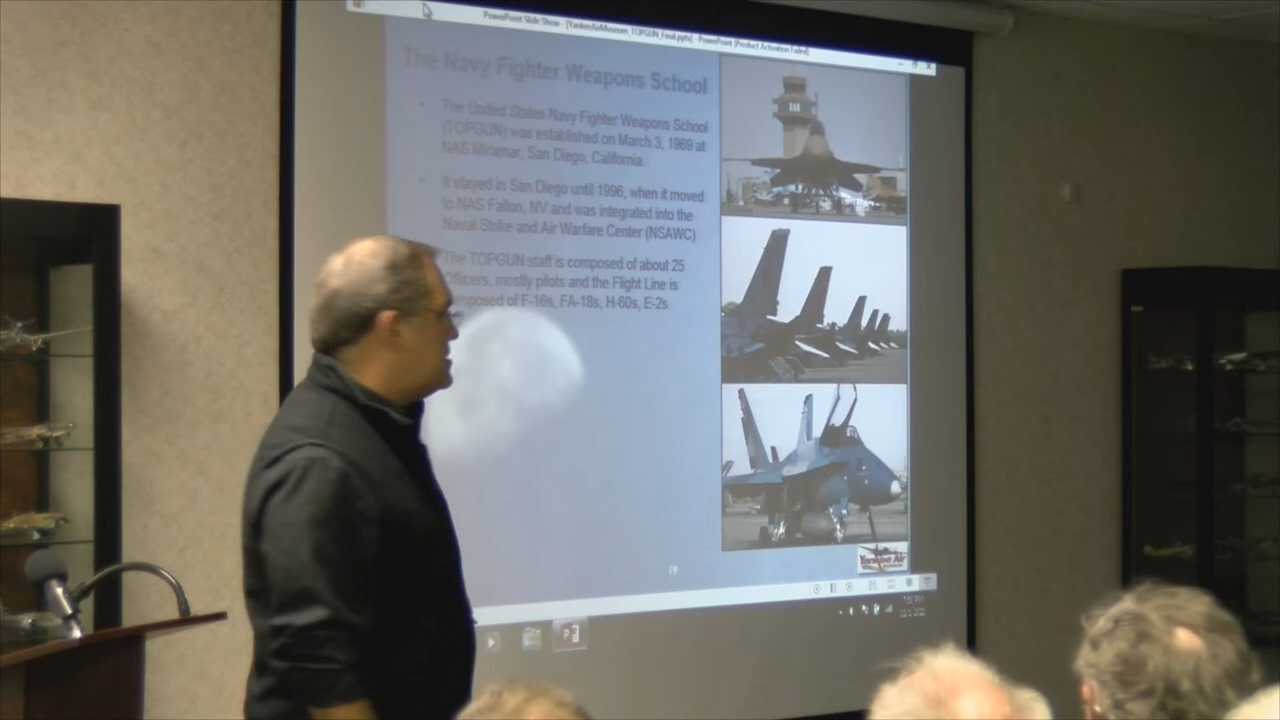 PowerPoint Slide Show - [YankeeAirMuseum_TOPGUN_Final.pptx] - PowerPoint (Product Activation Failed)
The Navy Fighter Weapons School
• The United States Navy Fighter Weapons School
(TOPGUN) was established on March 3, 1969 at
NAS Miramar, San Diego, California
• It stayed in San Diego until 1996, when it moved
to NAS Fallon, NV and was integrated into the
Naval Strike and Air Warfare Center (NSAWC)
The TOPGUN staff is composed of about 25
Officers, mostly pilots and the Flight Line is
composed of F-16s, FA-18s, H-60s, E-2s
Yankee Air
19